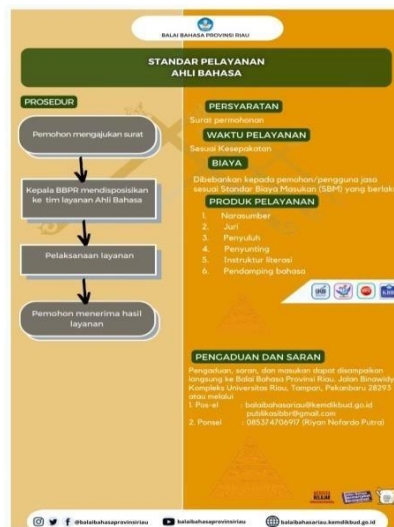 BALAI BAHASA PROVINSI RIAU
STANDAR PELAYANAN
AHLI BAHASA
PROSEDUR
Pemohon mengajukan surat
Kepala BBPR mendisposisikan
ke tim layanan Ahli Bahasa
Pelaksanaan layanan
Pemohon menerima hasil
layanan
PERSYARATAN
Surat permohonan
WAKTU PELAYANAN
Sesuai Kesepakatan
BIAYA
Dibebankan kepada pemohon/pengguna jasa
sesuai Standar Biaya Masukan (SBM) yang berlak
PRODUK PELAYANAN
1. Narasumber
2. Juri
3. Penyuluh
4. Penyunting
5. Instruktur literasi
6. Pendamping bahasa
PENGADUAN DAN SARAN
Pengaduan, saran, dan masukan dapat disampaikan
langsung ke Balai Bahasa Provinsi Riau, Jalan Binawidy
Kompleks Universitas Riau, Tampan, Pekanbaru 28293
atau melalui
1. Pos-el : balaibahasariau@kemdikbud.go.id
publikasibbr@gmail.com
2. Ponsel : 085374706917 (Riyan Nofardo Putra)
@balaibahasaprovinsiriau
balaibahasaprovinsiriau
balaibahasariau.kemdikbud.go.id